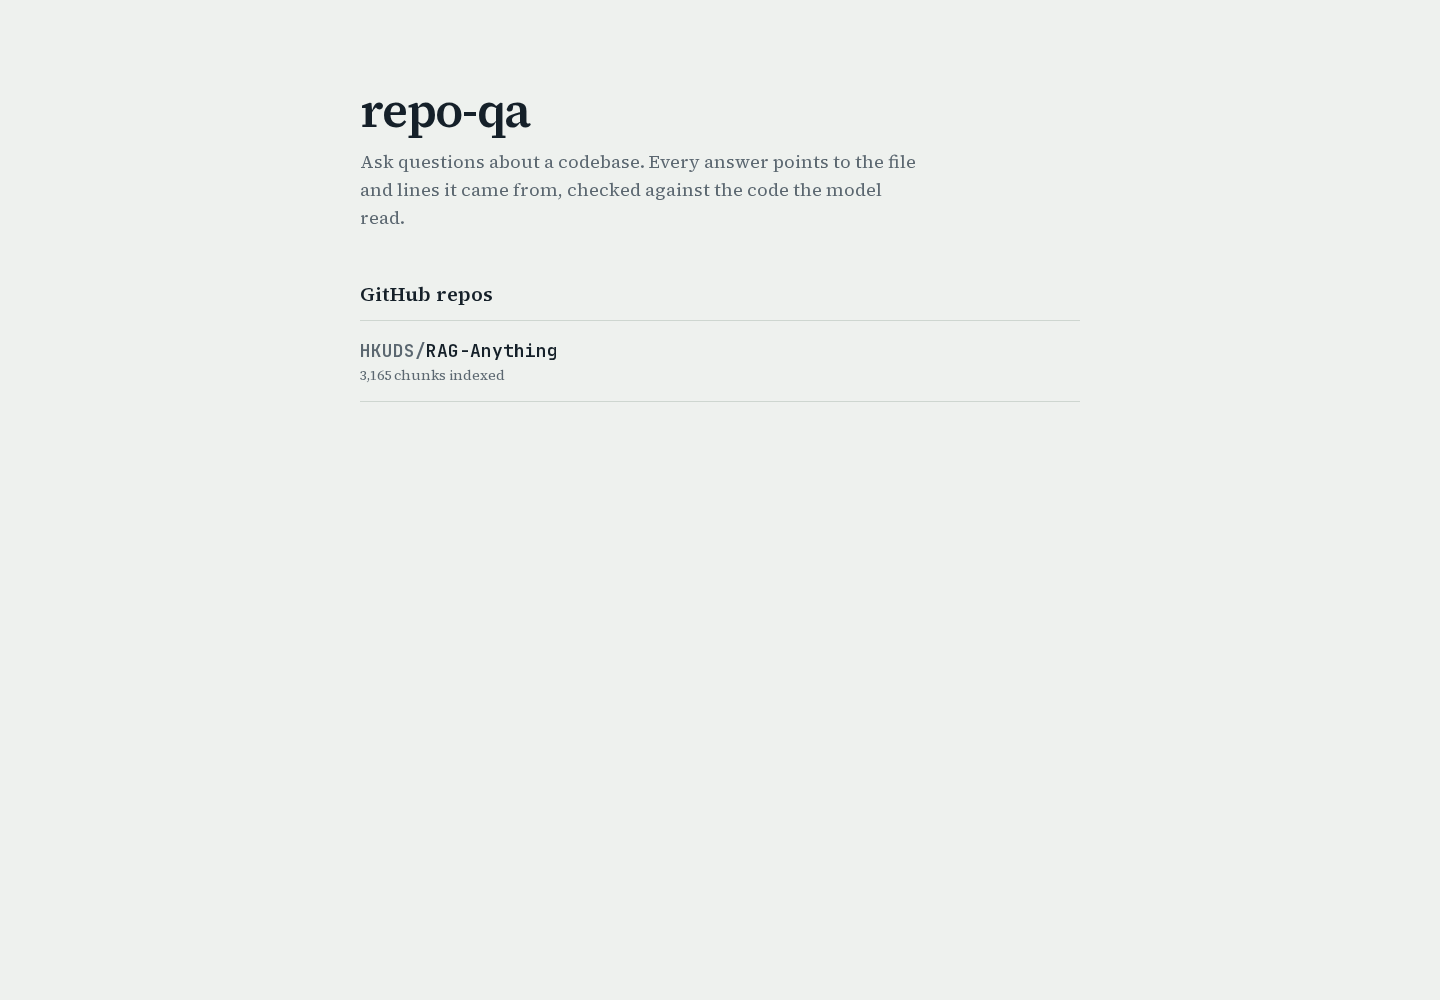 repo-qa
Ask questions about a codebase. Every answer points to the file
and lines it came from, checked against the code the model
read.
GitHub repos
HKUDS/RAG-Anything
3,165 chunks indexed